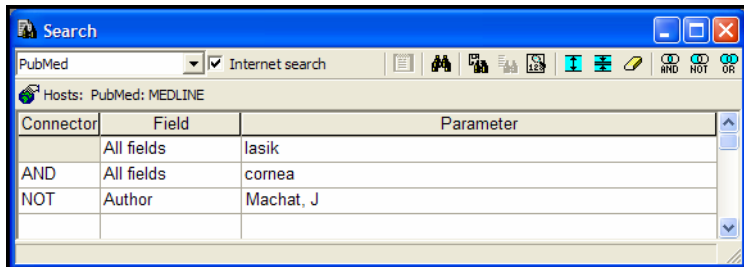 Search
PubMed Internet search 123 AND NOT OR
Hosts: PubMed: MEDLINE
Connector Field Parameter
All fields lasik
AND All fields cornea
NOT Author Machat, J